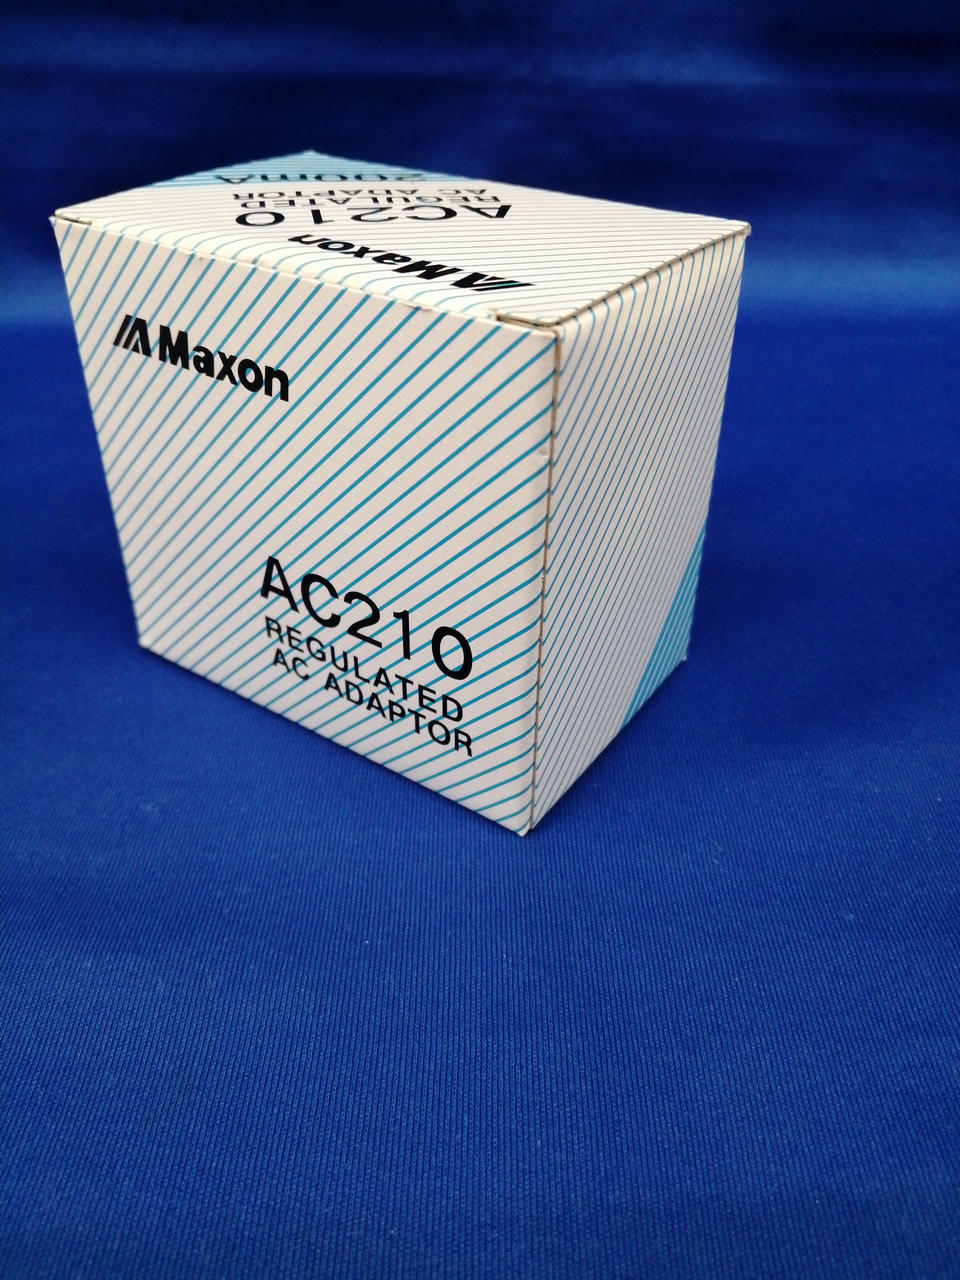 Maxon
AC210
REGULATED
AC ADAPTOR
200mA
Maxon
AC210
REGULATED
AC ADAPTOR